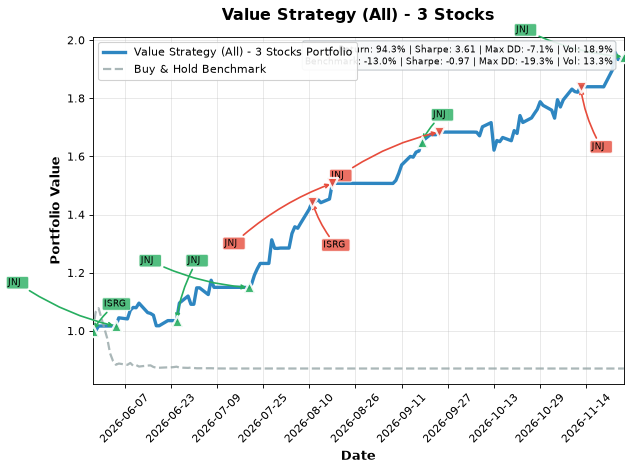 Value Strategy (All) - 3 Stocks
JNJ
Value Strategy (All) - 3 Stocks Portfolio
Buy & Hold Benchmark
urn: 94.3% | Sharpe: 3.61 | Max DD: -7.1% | Vol: 18.9%
Benchmark: -13.0% | Sharpe: -0.97 | Max DD: -19.3% | Vol: 13.3%
2.0
1.8
1.6
1.4
1.2
1.0
Portfolio Value
JNJ
JNJ
JNJ
JNJ
ISRG
JNJ
JNJ
JNJ
ISRG
2026-06-07
2026-06-23
2026-07-09
2026-07-25
2026-08-10
2026-08-26
2026-09-11
2026-09-27
2026-10-13
2026-10-29
2026-11-14
Date